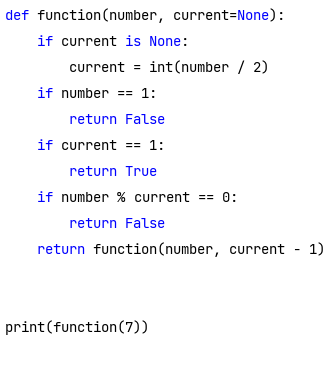 def function(number, current=None):
    if current is None:
        current = int(number / 2)
    if number == 1:
        return False
    if current == 1:
        return True
    if number % current == 0:
        return False
    return function(number, current - 1)
print(function(7))